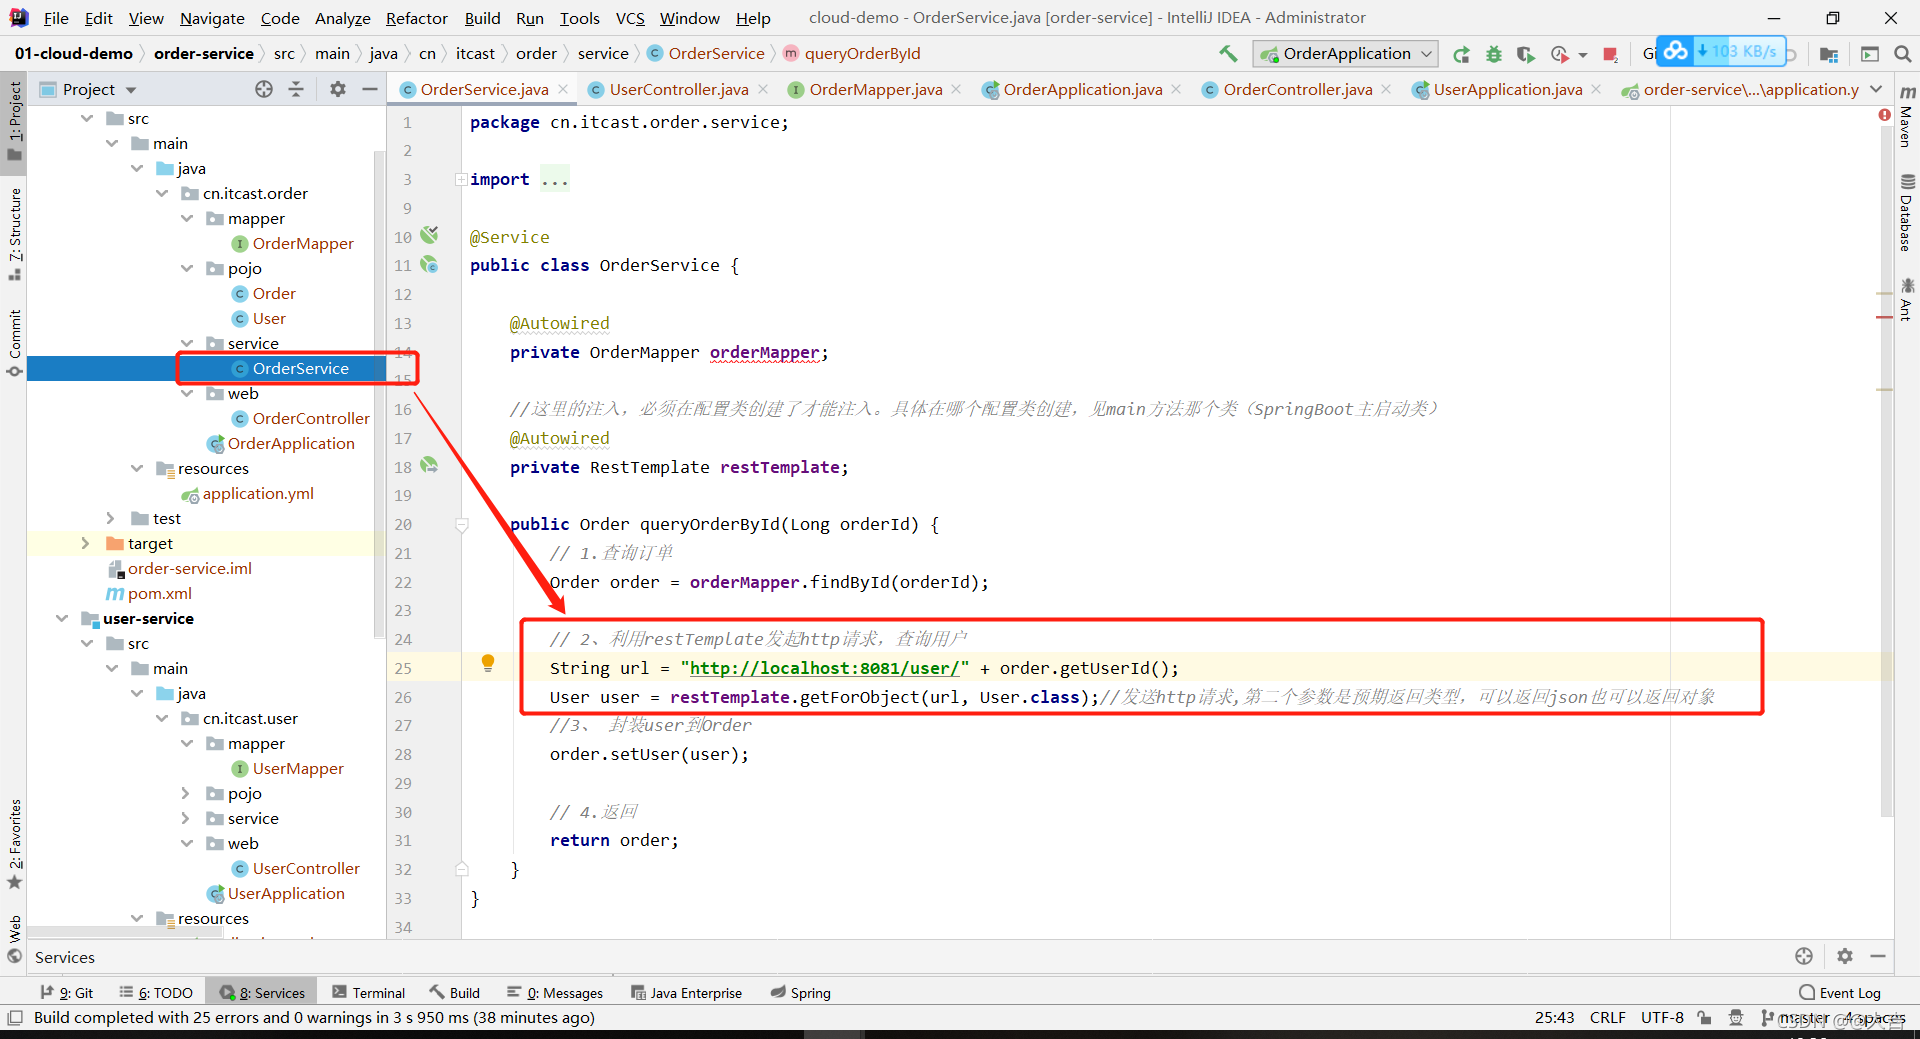 File Edit View Navigate Code Analyze Refactor Build Run Tools VCS Window Help cloud-demo - OrderService.java [order-service] - IntelliJ IDEA - Administrator
01-cloud-demo order-service src main java cn itcast order service OrderService queryOrderById OrderApplication 103 KB/s
Project OrderService.java UserController.java OrderMapper.java OrderApplication.java OrderController.java UserApplication.java order-service\...\application.y
1: Project
7: Structure
Commit
2: Favorites
Web
src
main
java
cn.itcast.order
mapper
OrderMapper
pojo
Order
User
service
OrderService
web
OrderController
OrderApplication
resources
application.yml
test
target
order-service.iml
pom.xml
user-service
src
main
java
cn.itcast.user
mapper
UserMapper
pojo
service
web
UserController
UserApplication
resources
1 package cn.itcast.order.service;
2
3 import ...
9
10 @Service
11 public class OrderService {
12
13 @Autowired
14 private OrderMapper orderMapper;
15
16 //这里的注入，必须在配置类创建了才能注入。具体在哪个配置类创建，见main方法那个类（SpringBoot主启动类）
17 @Autowired
18 private RestTemplate restTemplate;
19
20 public Order queryOrderById(Long orderId) {
21 // 1.查询订单
22 Order order = orderMapper.findById(orderId);
23
24 // 2、利用restTemplate发起http请求，查询用户
25 String url = "http://localhost:8081/user/" + order.getUserId();
26 User user = restTemplate.getForObject(url, User.class);//发送http请求,第二个参数是预期返回类型，可以返回json也可以返回对象
27 //3、 封装user到Order
28 order.setUser(user);
29
30 // 4.返回
31 return order;
32 }
33 }
34
Maven
Database
Ant
Services
9: Git 6: TODO 8: Services Terminal Build 0: Messages Java Enterprise Spring Event Log
Build completed with 25 errors and 0 warnings in 3 s 950 ms (38 minutes ago) 25:43 CRLF UTF-8 master 4 spaces